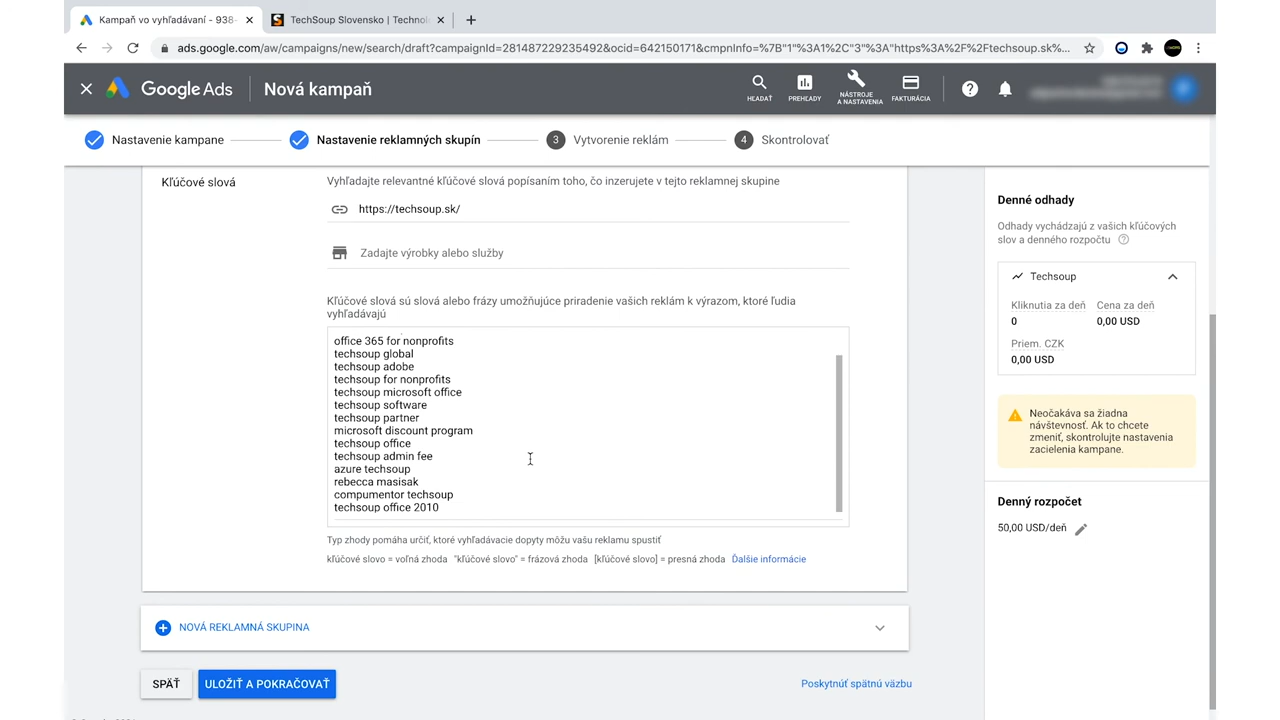 Kampaň vo vyhľadávaní - 938-
TechSoup Slovensko | Technol
ads.google.com/aw/campaigns/new/search/draft?campaignId=281487229235492&ocid=642150171&cmpnInfo=%7B"1"%3A1%2C"3"%3A"https%3A%2F%2Ftechsoup.sk%...
Google Ads
Nová kampaň
HĽADAŤ
PREHĽADY
NÁSTROJE
A NASTAVENIA
FAKTURÁCIA
Nastavenie kampane
Nastavenie reklamných skupín
3 Vytvorenie reklám
4 Skontrolovať
Kľúčové slová
Vyhľadajte relevantné kľúčové slová popísaním toho, čo inzerujete v tejto reklamnej skupine
https://techsoup.sk/
Zadajte výrobky alebo služby
Kľúčové slová sú slová alebo frázy umožňujúce priradenie vašich reklám k výrazom, ktoré ľudia
vyhľadávajú
office 365 for nonprofits
techsoup global
techsoup adobe
techsoup for nonprofits
techsoup microsoft office
techsoup software
techsoup partner
microsoft discount program
techsoup office
techsoup admin fee
azure techsoup
rebecca masisak
compumentor techsoup
techsoup office 2010
Typ zhody pomáha určiť, ktoré vyhľadávacie dopyty môžu vašu reklamu spustiť
kľúčové slovo = voľná zhoda "kľúčové slovo" = frázová zhoda [kľúčové slovo] = presná zhoda Ďalšie informácie
NOVÁ REKLAMNÁ SKUPINA
SPÄŤ
ULOŽIŤ A POKRAČOVAŤ
Poskytnúť spätnú väzbu
Denné odhady
Odhady vychádzajú z vašich kľúčových
slov a denného rozpočtu
Techsoup
Kliknutia za deň Cena za deň
0 0,00 USD
Priem. CZK
0,00 USD
Neočakáva sa žiadna
návštevnosť. Ak to chcete
zmeniť, skontrolujte nastavenia
zacielenia kampane.
Denný rozpočet
50,00 USD/deň